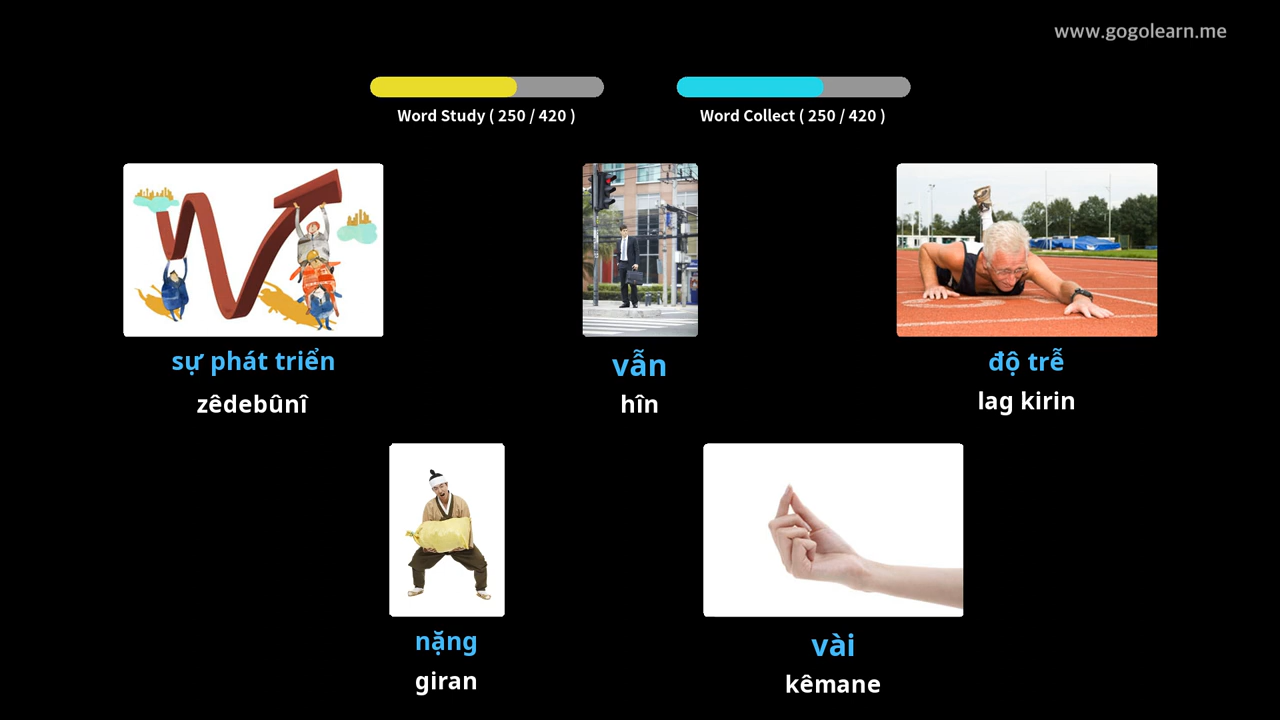 www.gogolearn.me
Word Study ( 250 / 420 )
Word Collect ( 250 / 420 )
sự phát triển
zêdebûnî
vẫn
hîn
độ trễ
lag kirin
nặng
giran
vài
kêmane